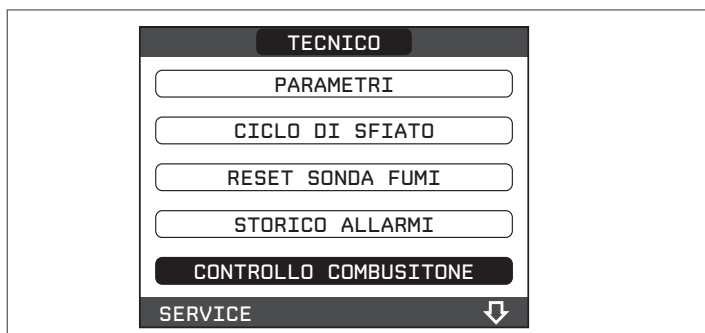 TECNICO
PARAMETRI
CICLO DI SFIATO
RESET SONDA FUMI
STORICO ALLARMI
CONTROLLO COMBUSITONE
SERVICE